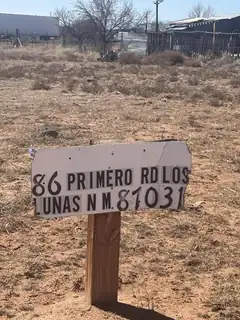 86 PRIMERO RD LOS
LUNAS N M. 87031